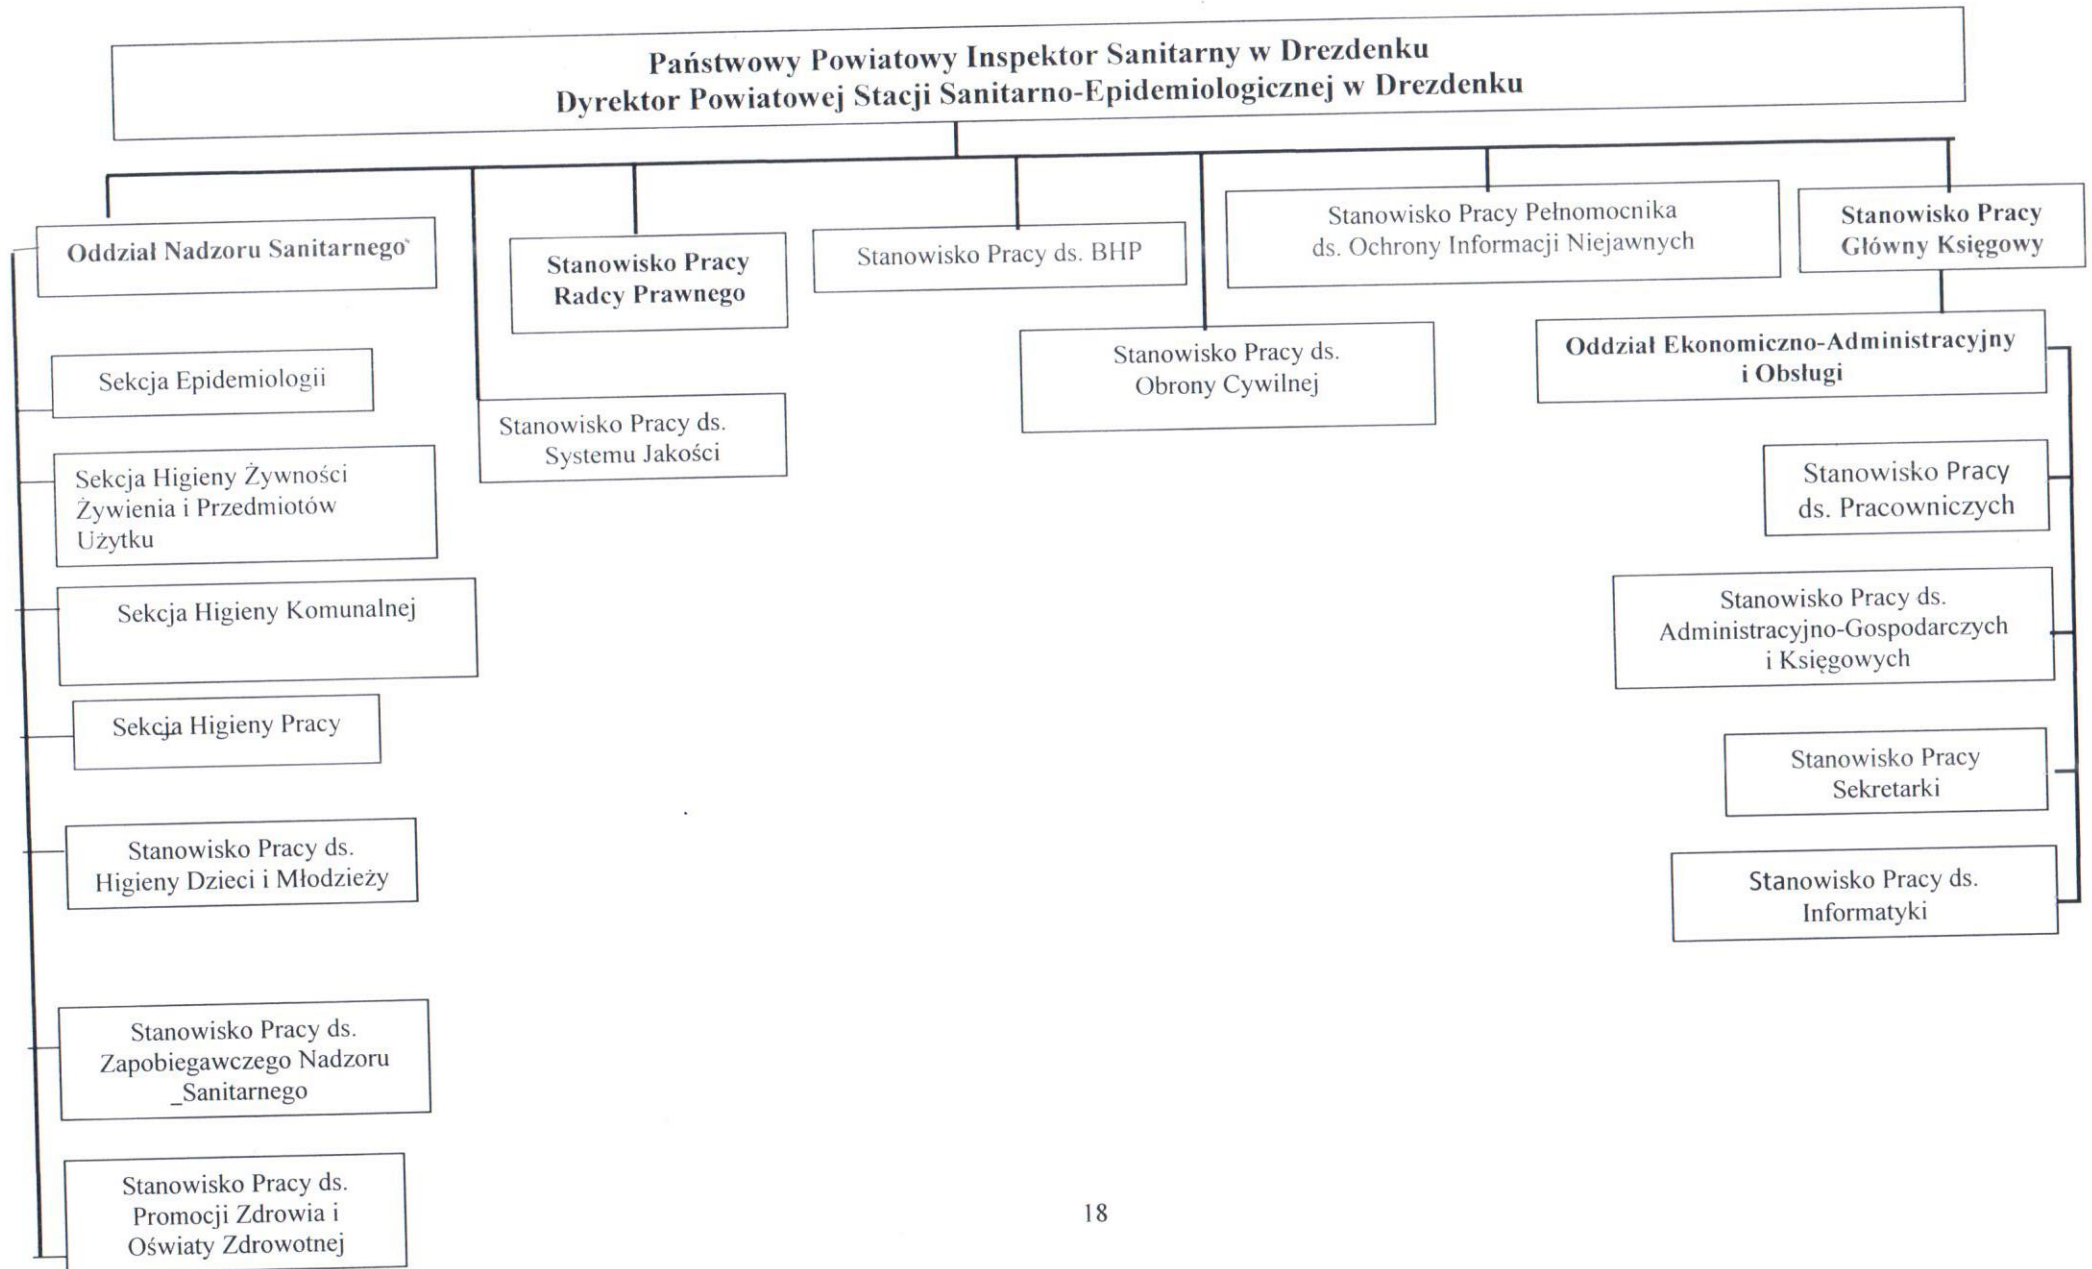 Państwowy Powiatowy Inspektor Sanitarny w Drezdenku
Dyrektor Powiatowej Stacji Sanitarno-Epidemiologicznej w Drezdenku
Oddział Nadzoru Sanitarnego
Stanowisko Pracy
Radcy Prawnego
Stanowisko Pracy ds. BHP
Stanowisko Pracy Pełnomocnika
ds. Ochrony Informacji Niejawnych
Stanowisko Pracy
Główny Księgowy
Stanowisko Pracy ds.
Obrony Cywilnej
Oddział Ekonomiczno-Administracyjny
i Obsługi
Sekcja Epidemiologii
Stanowisko Pracy ds.
Systemu Jakości
Sekcja Higieny Żywności
Żywienia i Przedmiotów
Użytku
Stanowisko Pracy
ds. Pracowniczych
Sekcja Higieny Komunalnej
Stanowisko Pracy ds.
Administracyjno-Gospodarczych
i Księgowych
Sekcja Higieny Pracy
Stanowisko Pracy
Sekretarki
Stanowisko Pracy ds.
Higieny Dzieci i Młodzieży
Stanowisko Pracy ds.
Informatyki
Stanowisko Pracy ds.
Zapobiegawczego Nadzoru
_Sanitarnego
Stanowisko Pracy ds.
Promocji Zdrowia i
Oświaty Zdrowotnej
18